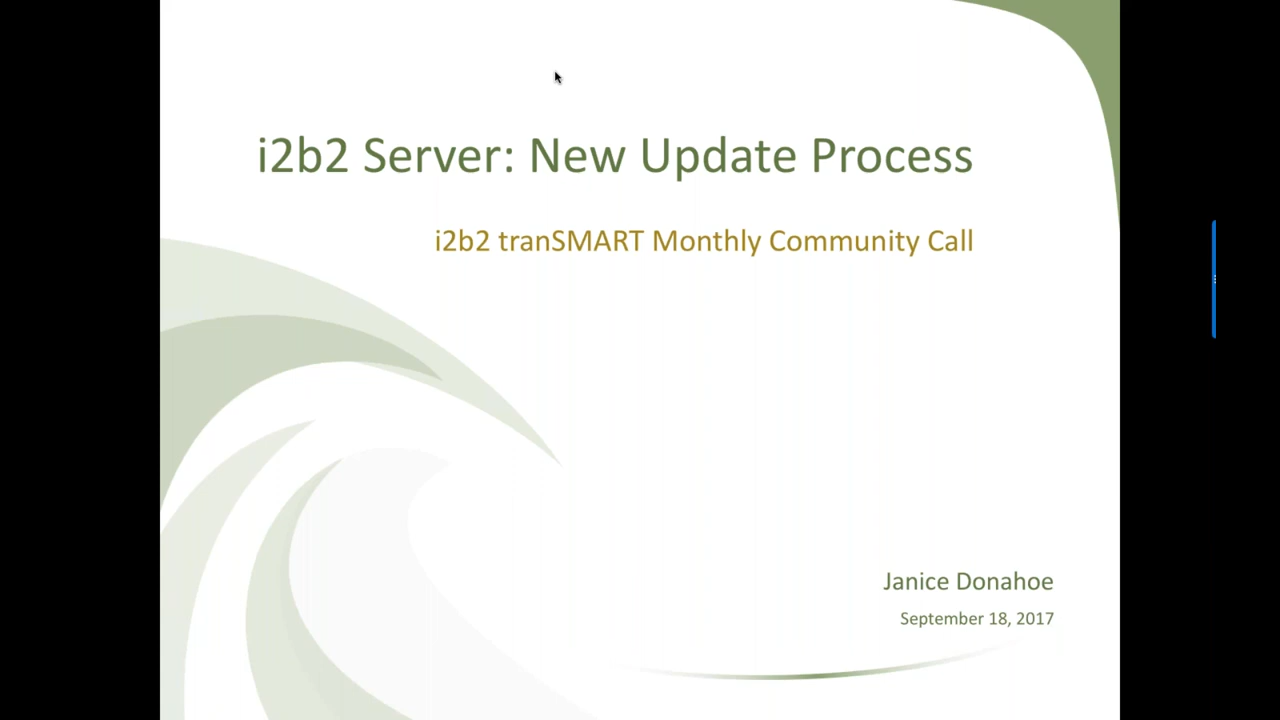 i2b2 Server: New Update Process
i2b2 tranSMART Monthly Community Call
Janice Donahoe
September 18, 2017